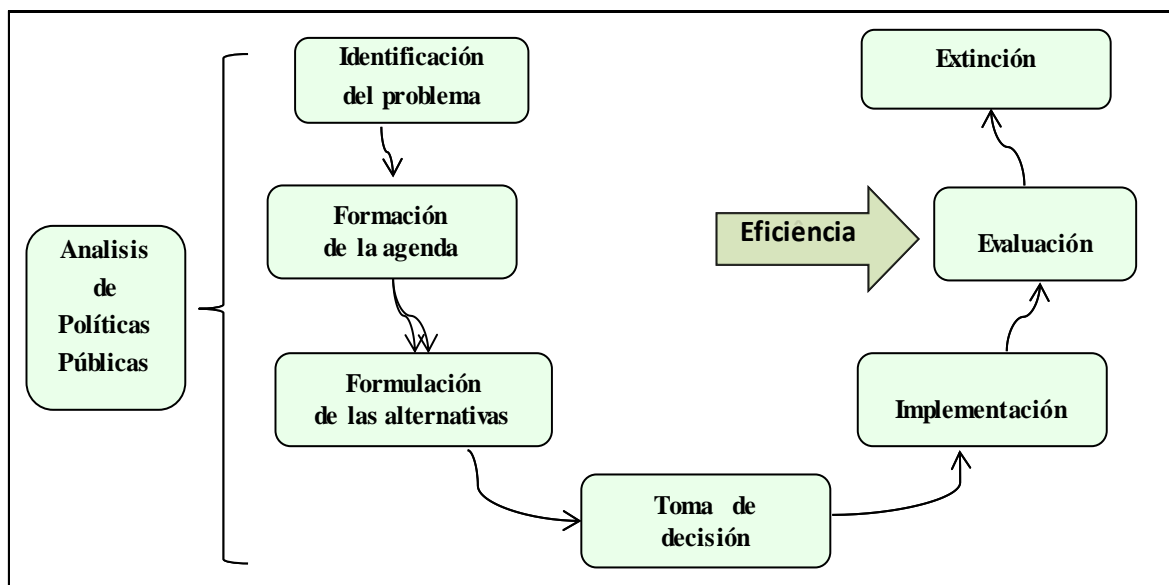 Analisis
de
Políticas
Públicas
Identificación
del problema
Formación
de la agenda
Formulación
de las alternativas
Toma de
decisión
Implementación
Eficiência
Evaluación
Extinción